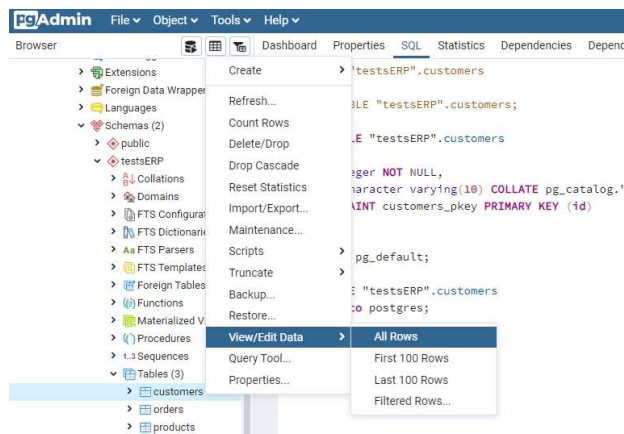 pgAdmin File Object Tools Help
Browser Dashboard Properties SQL Statistics Dependencies Depend
Extensions
Foreign Data Wrapper
Languages
Schemas (2)
public
testsERP
Collations
Domains
FTS Configurat
FTS Dictionarie
Aa FTS Parsers
FTS Templates
Foreign Tables
Functions
Materialized V
Procedures
1..3 Sequences
Tables (3)
customers
orders
products
Create
Refresh...
Count Rows
Delete/Drop
Drop Cascade
Reset Statistics
Import/Export...
Maintenance...
Scripts
Truncate
Backup...
Restore...
View/Edit Data
Query Tool...
Properties...
All Rows
First 100 Rows
Last 100 Rows
Filtered Rows...
"testsERP".customers
BLE "testsERP".customers;
LE "testsERP".customers
eger NOT NULL,
haracter varying(10) COLLATE pg_catalog."
AINT customers_pkey PRIMARY KEY (id)
pg_default;
E "testsERP".customers
to postgres;